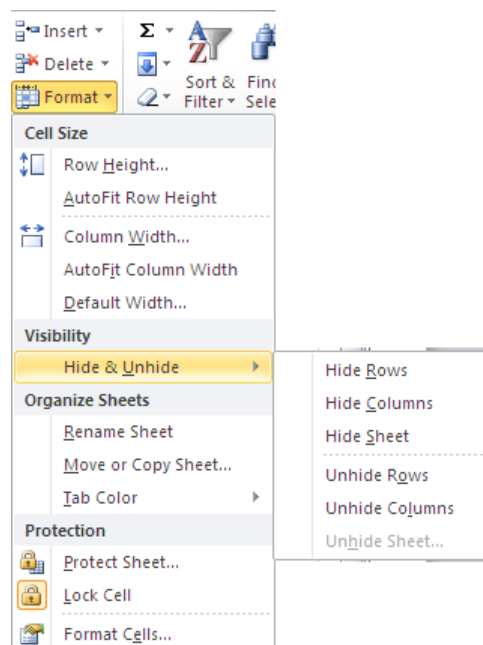 Insert
Σ
A
Z
Delete
Sort &
Filter
Format
Cell Size
Row Height...
AutoFit Row Height
Column Width...
AutoFit Column Width
Default Width...
Visibility
Hide & Unhide
Hide Rows
Hide Columns
Hide Sheet
Unhide Rows
Unhide Columns
Unhide Sheet...
Organize Sheets
Rename Sheet
Move or Copy Sheet...
Tab Color
Protection
Protect Sheet...
Lock Cell
Format Cells...